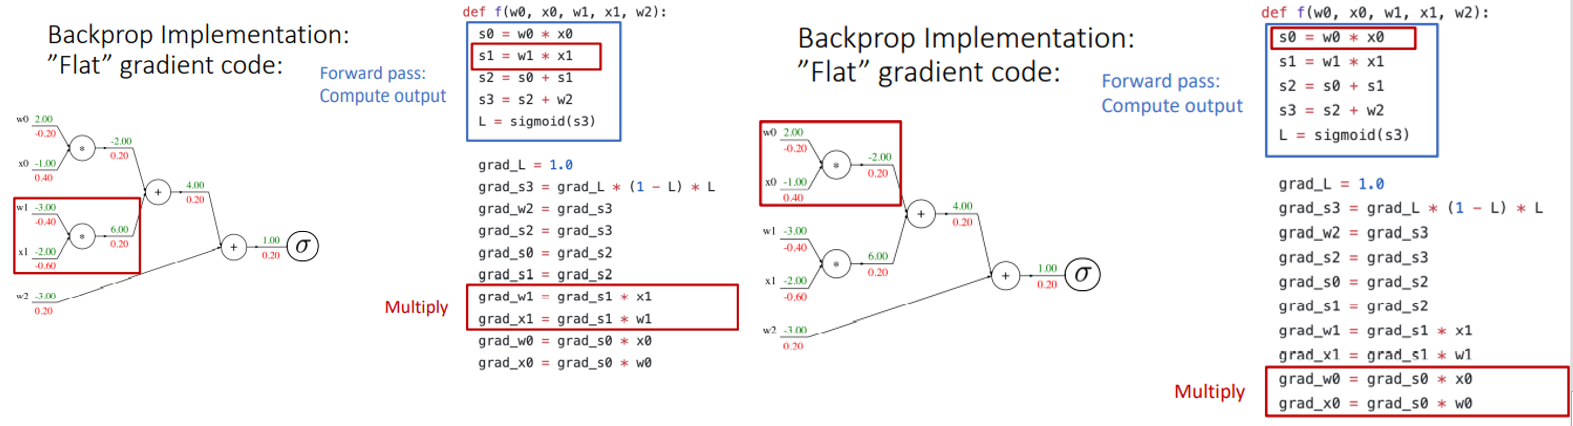 Backprop Implementation:
”Flat” gradient code:
Forward pass:
Compute output
def f(w0, x0, w1, x1, w2):
s0 = w0 * x0
s1 = w1 * x1
s2 = s0 + s1
s3 = s2 + w2
L = sigmoid(s3)
w0 2.00
-0.20
*
-2.00
0.20
x0 -1.00
0.40
+
4.00
0.20
w1 -3.00
-0.40
*
6.00
0.20
x1 -2.00
-0.60
+
1.00
0.20
σ
w2 -3.00
0.20
grad_L = 1.0
grad_s3 = grad_L * (1 - L) * L
grad_w2 = grad_s3
grad_s2 = grad_s3
grad_s0 = grad_s2
grad_s1 = grad_s2
Multiply
grad_w1 = grad_s1 * x1
grad_x1 = grad_s1 * w1
grad_w0 = grad_s0 * x0
grad_x0 = grad_s0 * w0
Backprop Implementation:
”Flat” gradient code:
Forward pass:
Compute output
def f(w0, x0, w1, x1, w2):
s0 = w0 * x0
s1 = w1 * x1
s2 = s0 + s1
s3 = s2 + w2
L = sigmoid(s3)
w0 2.00
-0.20
*
-2.00
0.20
x0 -1.00
0.40
+
4.00
0.20
w1 -3.00
-0.40
*
6.00
0.20
x1 -2.00
-0.60
+
1.00
0.20
σ
w2 -3.00
0.20
grad_L = 1.0
grad_s3 = grad_L * (1 - L) * L
grad_w2 = grad_s3
grad_s2 = grad_s3
grad_s0 = grad_s2
grad_s1 = grad_s2
grad_w1 = grad_s1 * x1
grad_x1 = grad_s1 * w1
Multiply
grad_w0 = grad_s0 * x0
grad_x0 = grad_s0 * w0